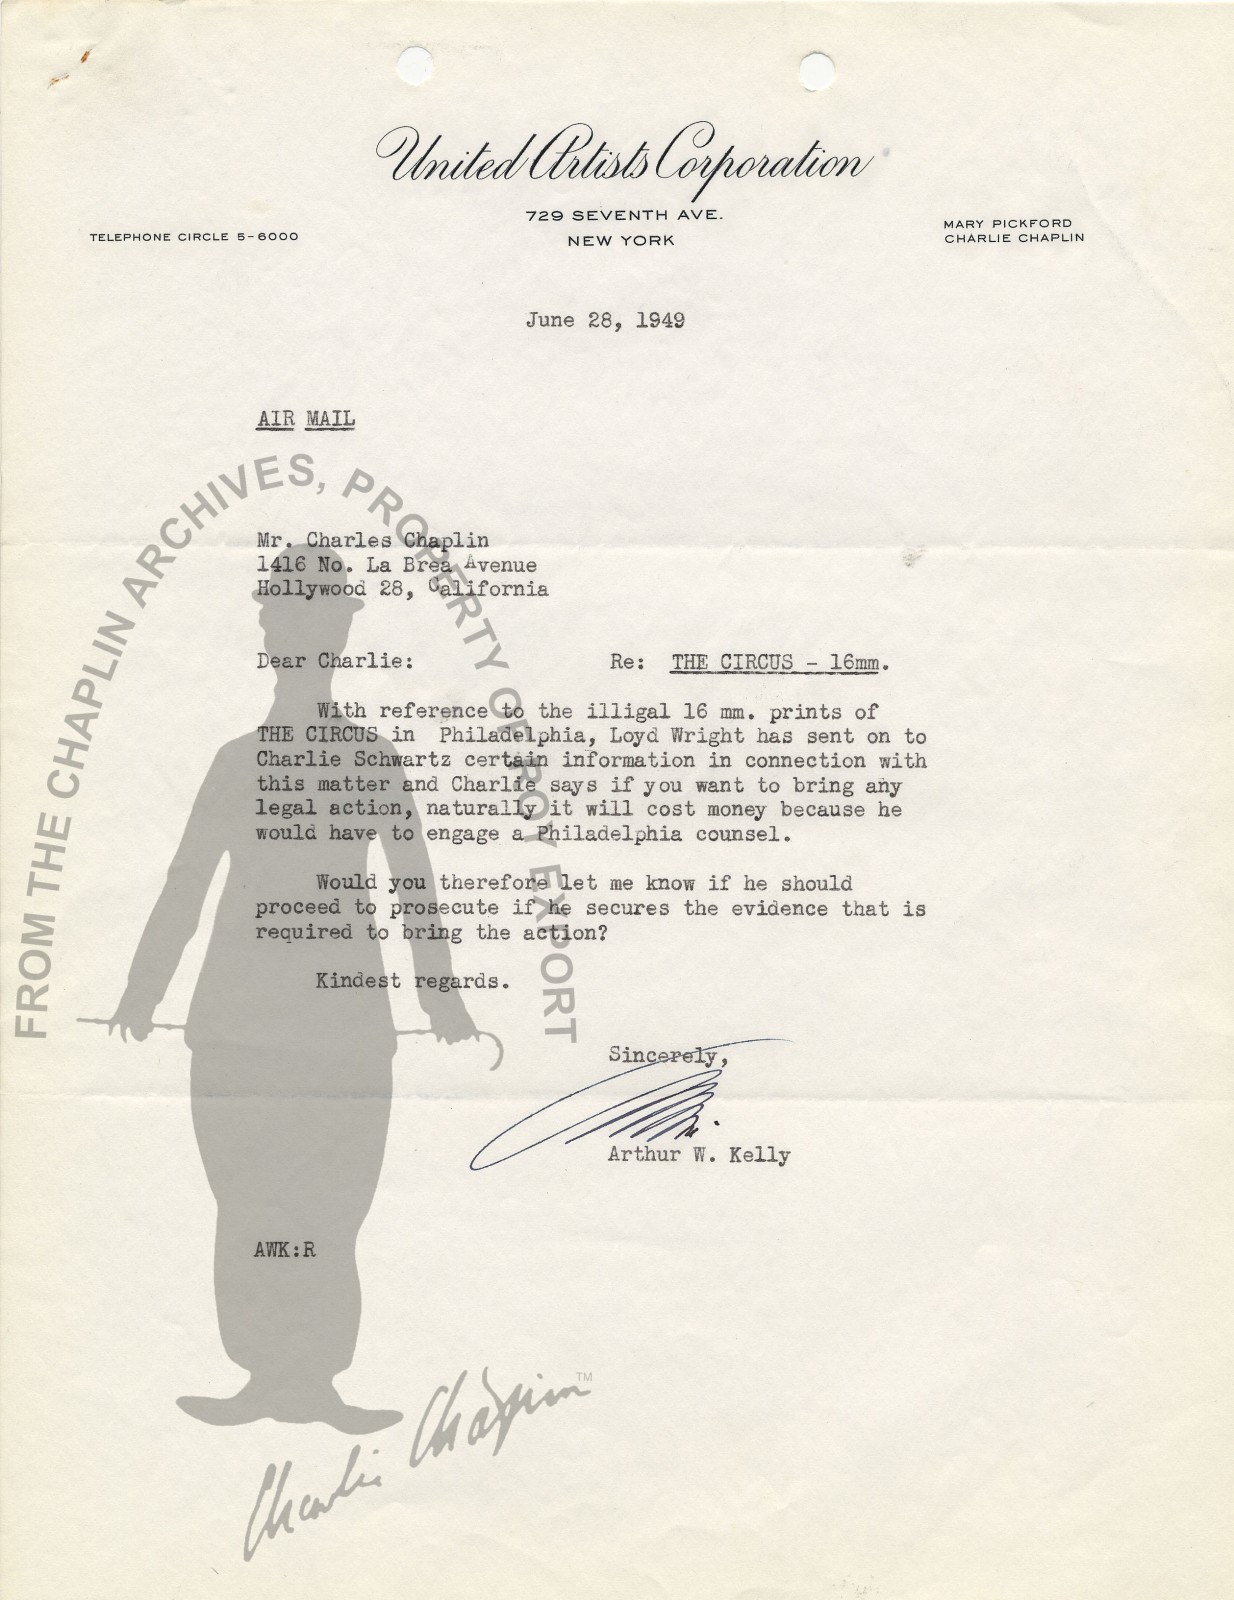 United Artists Corporation
729 SEVENTH AVE.
NEW YORK
TELEPHONE CIRCLE 5-6000
MARY PICKFORD
CHARLIE CHAPLIN
June 28, 1949
AIR MAIL
Mr. Charles Chaplin
1416 No. La Brea Avenue
Hollywood 28, California
Dear Charlie: Re: THE CIRCUS - 16mm.
With reference to the illigal 16 mm. prints of
THE CIRCUS in Philadelphia, Loyd Wright has sent on to
Charlie Schwartz certain information in connection with
this matter and Charlie says if you want to bring any
legal action, naturally it will cost money because he
would have to engage a Philadelphia counsel.
Would you therefore let me know if he should
proceed to prosecute if he secures the evidence that is
required to bring the action?
Kindest regards.
Sincerely,
Arthur W. Kelly
AWK:R
FROM THE CHAPLIN ARCHIVES, PROPERTY OF ROY EXPORT
Charlie Chaplin™